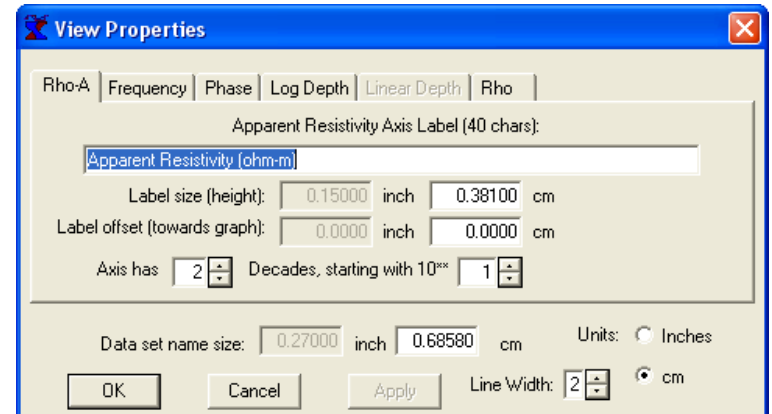 View Properties
Rho-A Frequency Phase Log Depth Linear Depth Rho
Apparent Resistivity Axis Label (40 chars):
Apparent Resistivity (ohm-m)
Label size (height): 0.15000 inch 0.38100 cm
Label offset (towards graph): 0.0000 inch 0.0000 cm
Axis has 2 Decades, starting with 10** 1
Data set name size: 0.27000 inch 0.68580 cm Units: Inches
OK Cancel Apply Line Width: 2 cm